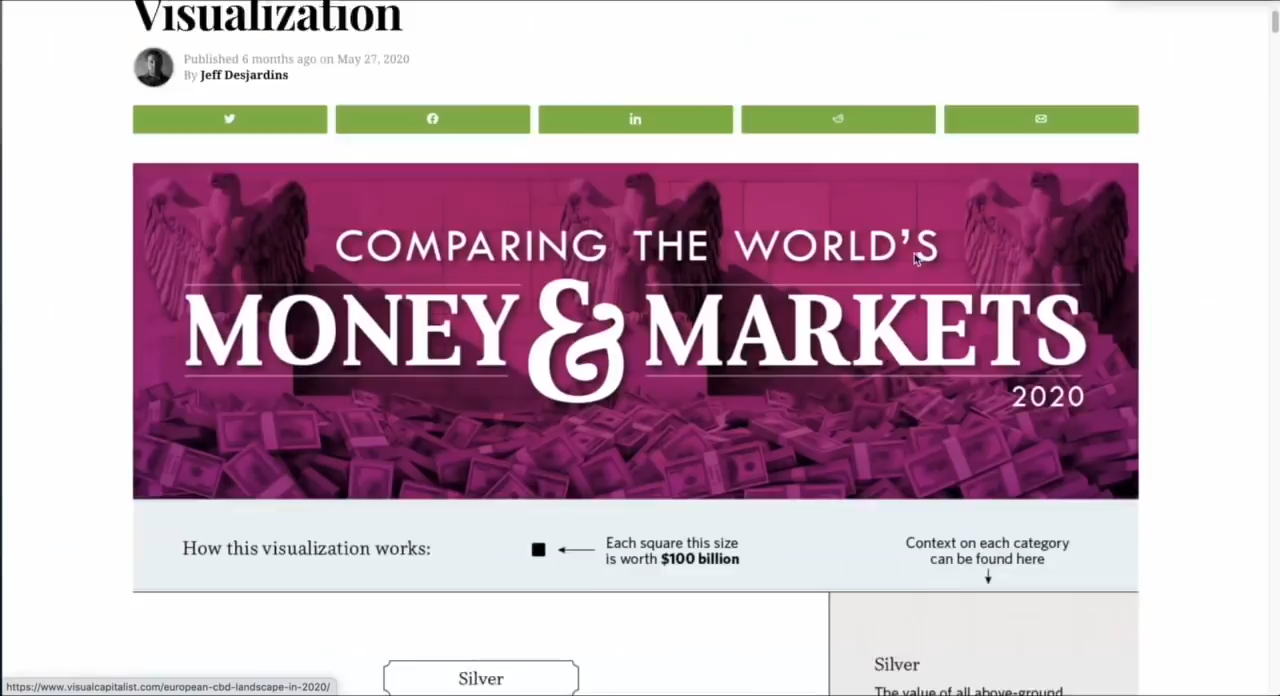 Visualization
Published 6 months ago on May 27, 2020
By Jeff Desjardins
COMPARING THE WORLD'S
MONEY & MARKETS
2020
How this visualization works:
Each square this size
is worth $100 billion
Context on each category
can be found here
Silver
Silver
The value of all above-ground
https://www.visualcapitalist.com/european-cbd-landscape-in-2020/